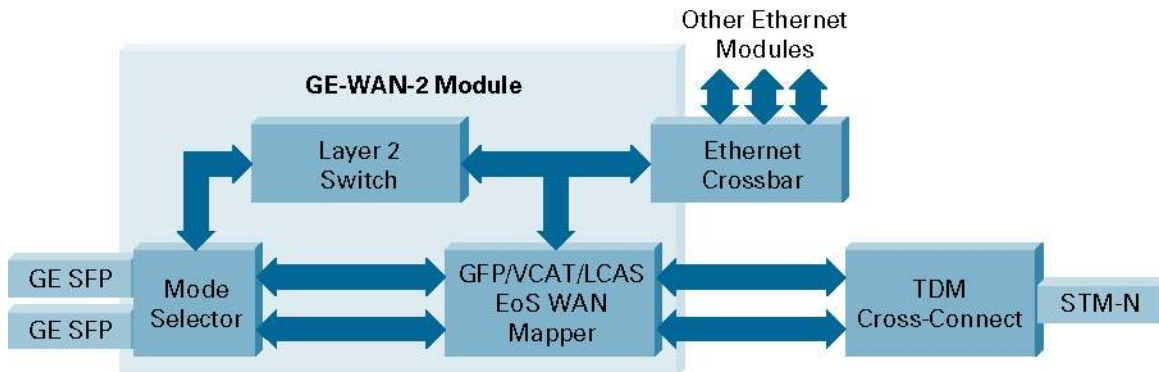 Other Ethernet
Modules
GE-WAN-2 Module
Layer 2
Switch
Ethernet
Crossbar
GE SFP
GE SFP
Mode
Selector
GFP/VCAT/LCAS
EoS WAN
Mapper
TDM
Cross-Connect
STM-N